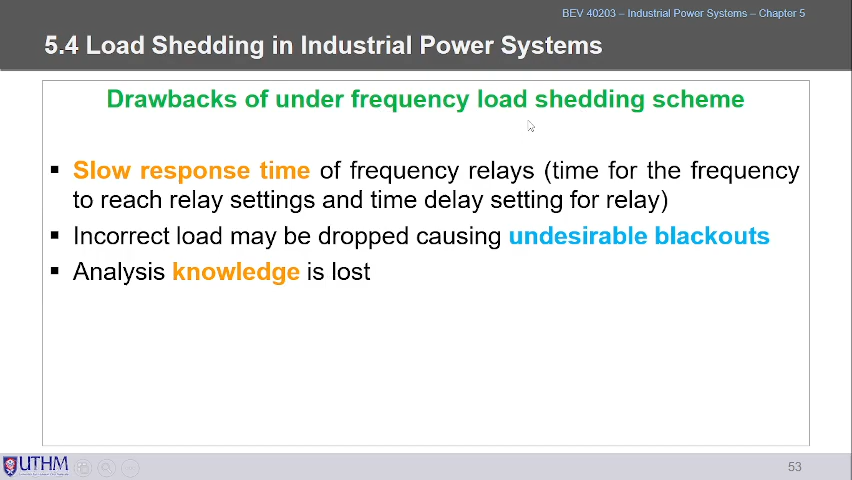 BEV 40203 – Industrial Power Systems – Chapter 5
5.4 Load Shedding in Industrial Power Systems
Drawbacks of under frequency load shedding scheme
▪ Slow response time of frequency relays (time for the frequency
to reach relay settings and time delay setting for relay)
▪ Incorrect load may be dropped causing undesirable blackouts
▪ Analysis knowledge is lost
UTHM
53